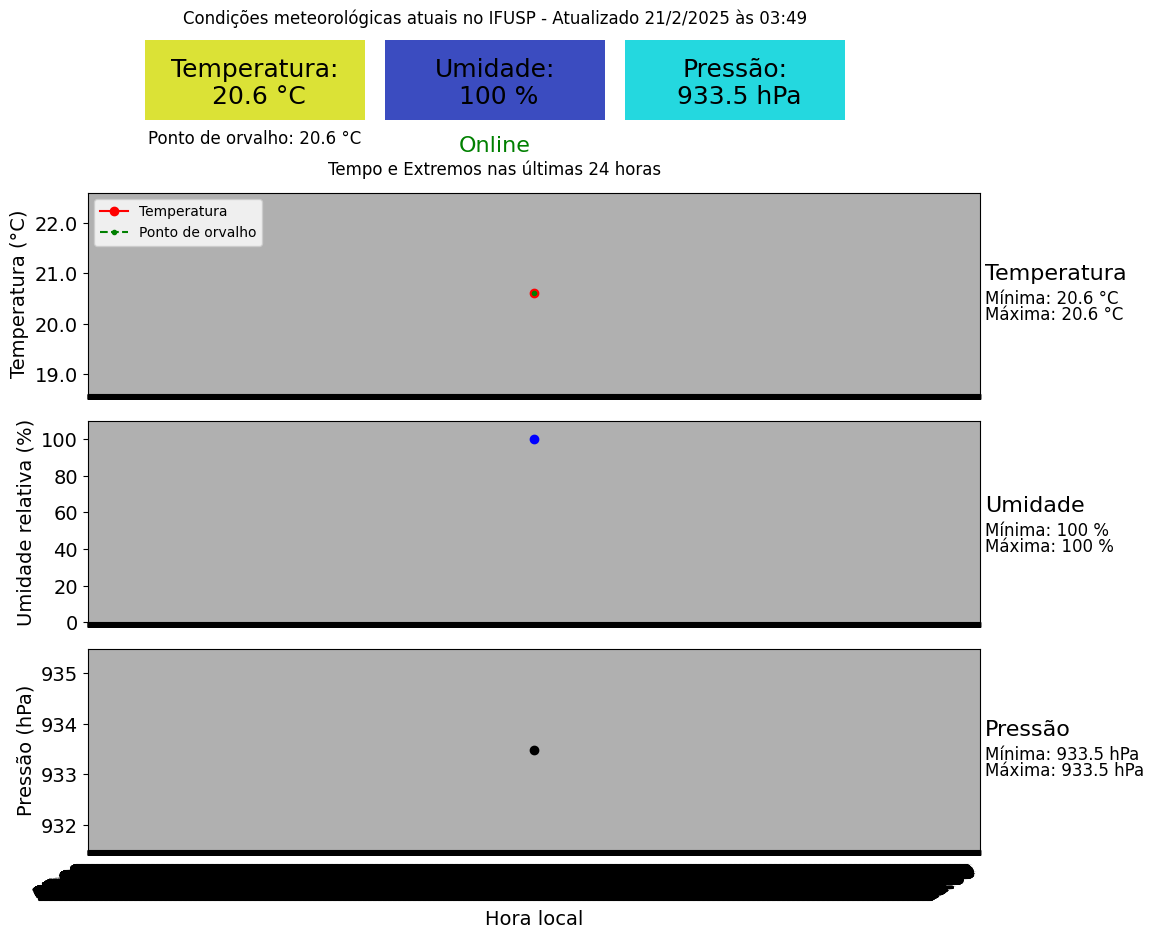 Condições meteorológicas atuais no IFUSP - Atualizado 21/2/2025 às 03:49
Temperatura:
20.6 °C
Umidade:
100 %
Pressão:
933.5 hPa
Ponto de orvalho: 20.6 °C
Online
Tempo e Extremos nas últimas 24 horas
Temperatura (°C)
22.0
21.0
20.0
19.0
Temperatura
Ponto de orvalho
Temperatura
Mínima: 20.6 °C
Máxima: 20.6 °C
Umidade relativa (%)
100
80
60
40
20
0
Umidade
Mínima: 100 %
Máxima: 100 %
Pressão (hPa)
935
934
933
932
Pressão
Mínima: 933.5 hPa
Máxima: 933.5 hPa
Hora local